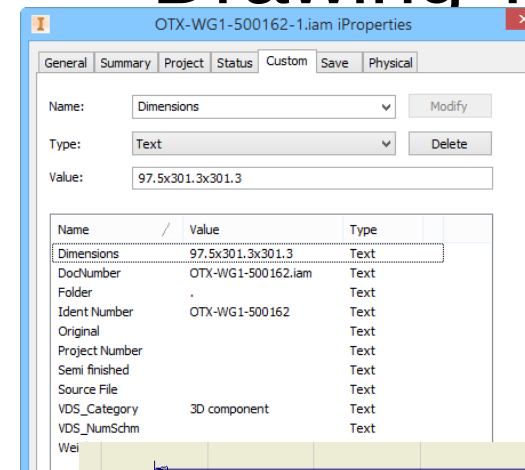 OTX-WG1-500162-1.iam iProperties
General Summary Project Status Custom Save Physical
Name: Dimensions Modify
Type: Text Delete
Value: 97.5x301.3x301.3
Name / Value Type
Dimensions 97.5x301.3x301.3 Text
DocNumber OTX-WG1-500162.iam Text
Folder . Text
Ident Number OTX-WG1-500162 Text
Original Text
Project Number Text
Semi finished Text
Source File Text
VDS_Category 3D component Text
VDS_NumSchm Text